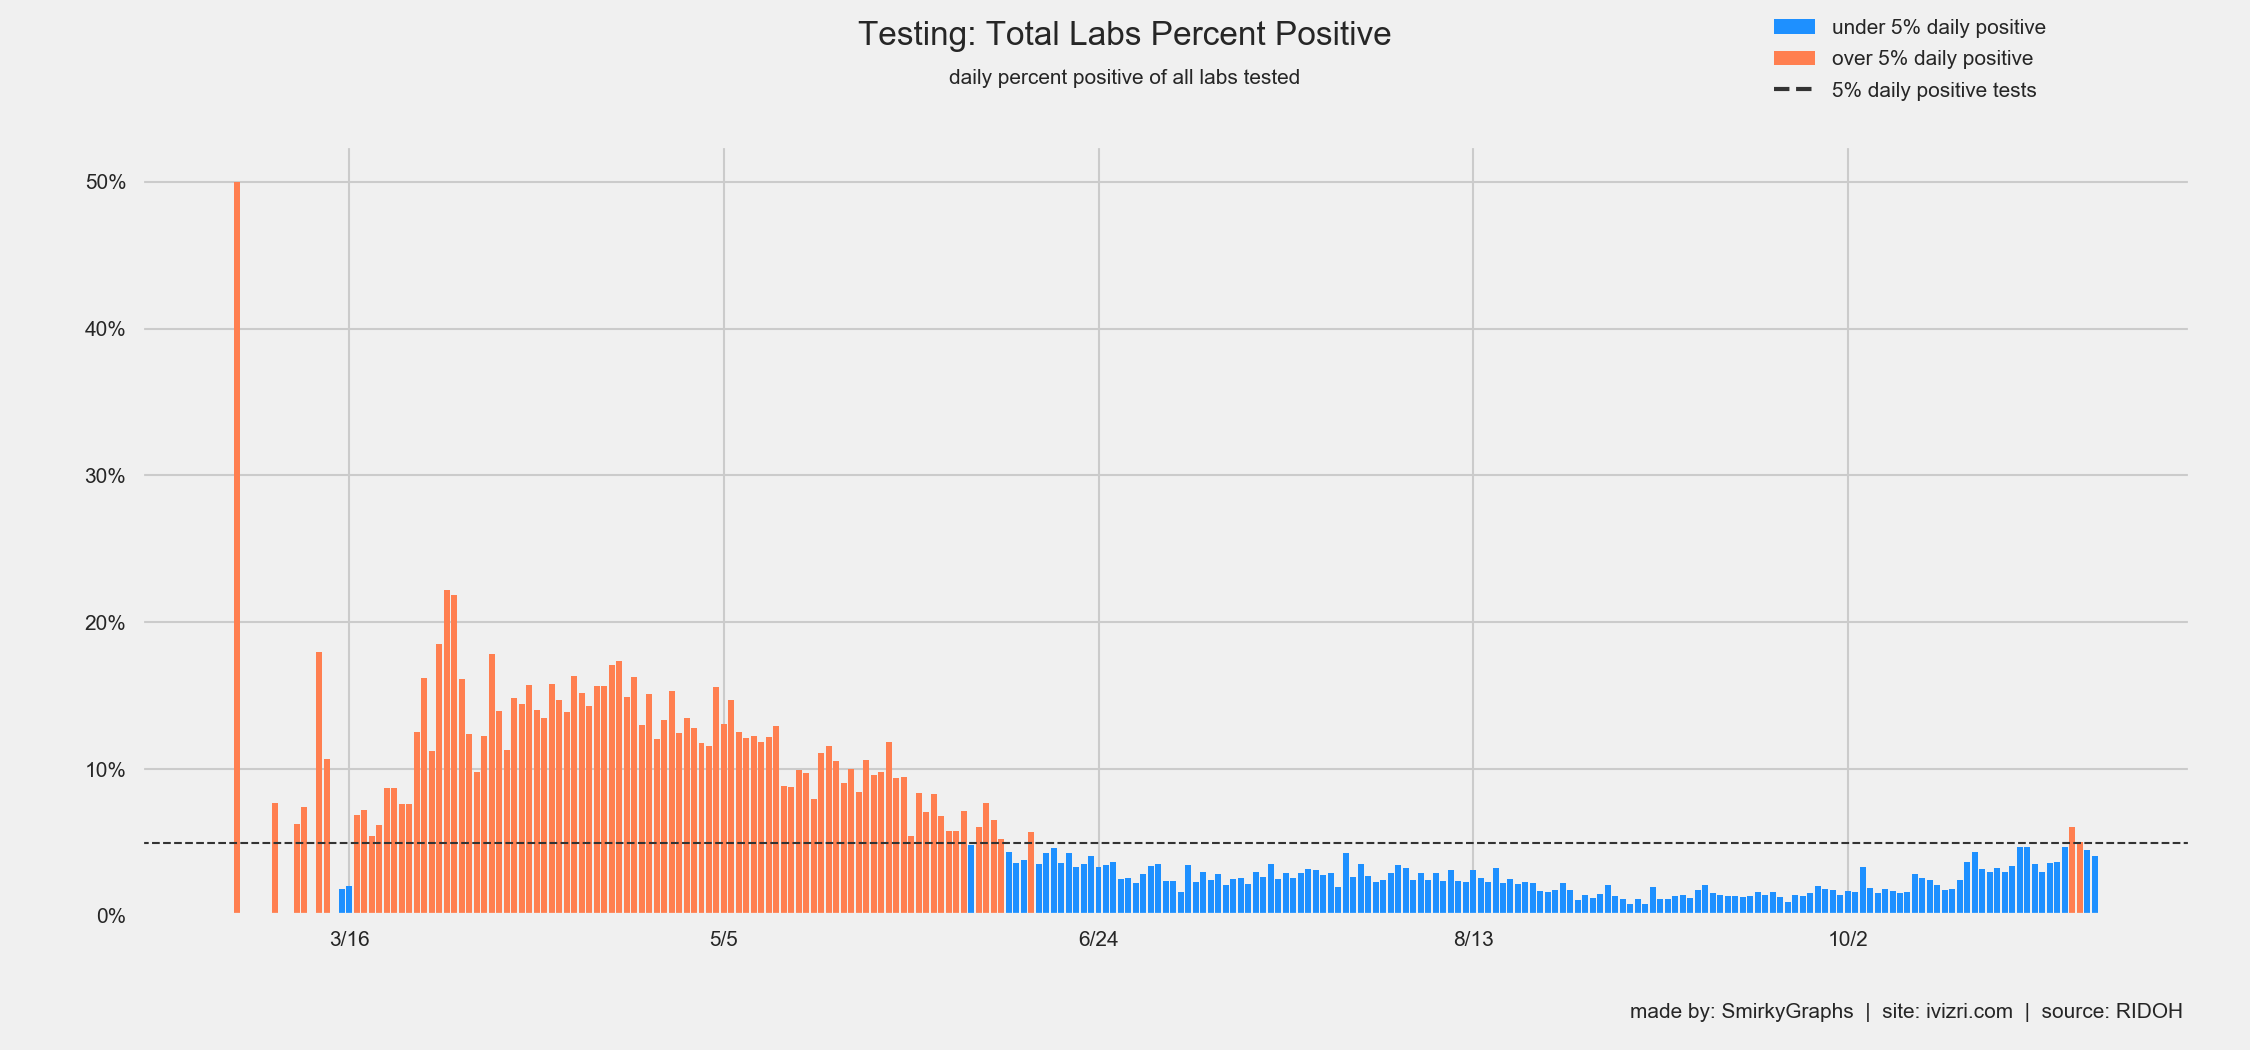 Testing: Total Labs Percent Positive
daily percent positive of all labs tested
under 5% daily positive
over 5% daily positive
5% daily positive tests
50%
40%
30%
20%
10%
0%
3/16
5/5
6/24
8/13
10/2
made by: SmirkyGraphs | site: ivizri.com | source: RIDOH